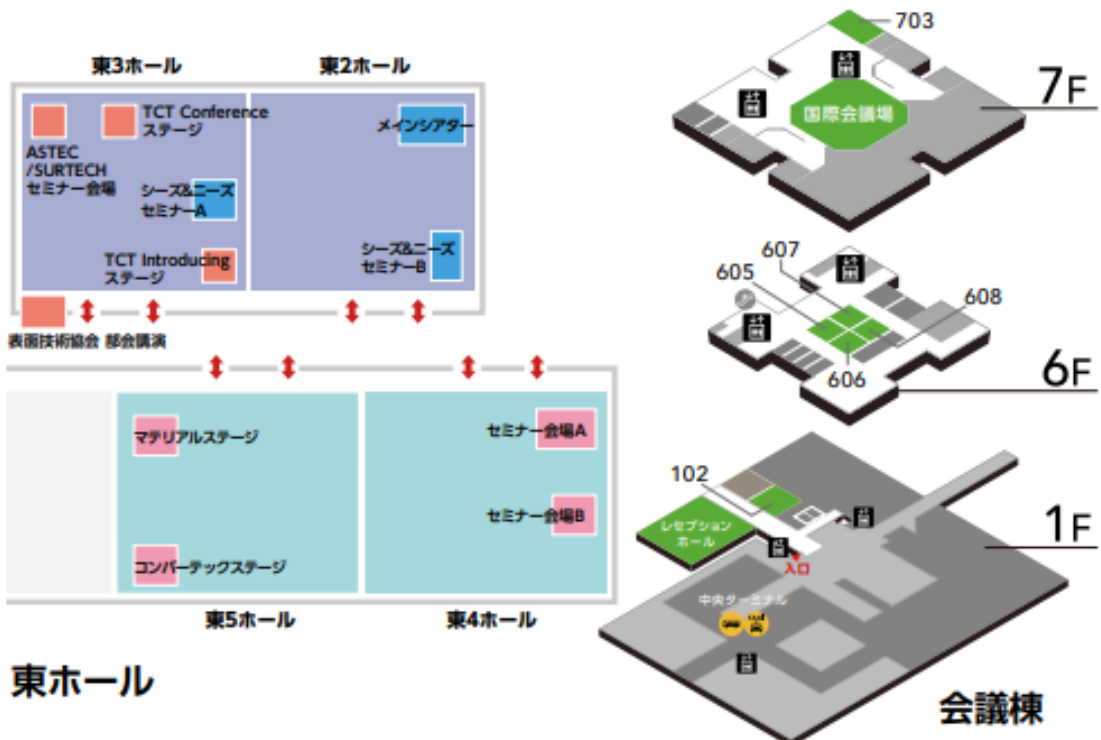 東3ホール
東2ホール
TCT Conference
ステージ
メインシアター
ASTEC
/SURTECH
セミナー会場
シーズ&ニーズ
セミナーA
TCT Introducing
ステージ
シーズ&ニーズ
セミナーB
表面技術協会 部会講演
マテリアルステージ
セミナー会場A
セミナー会場B
コンバーテックステージ
東5ホール
東4ホール
東ホール
703
7F
国際会議場
607
605
608
606
6F
102
1F
レセプション
ホール
入口
中央ターミナル
会議棟